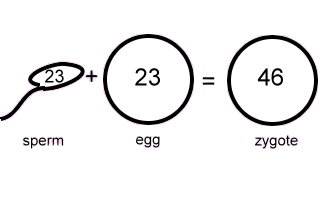 23 + 23 = 46
sperm egg zygote